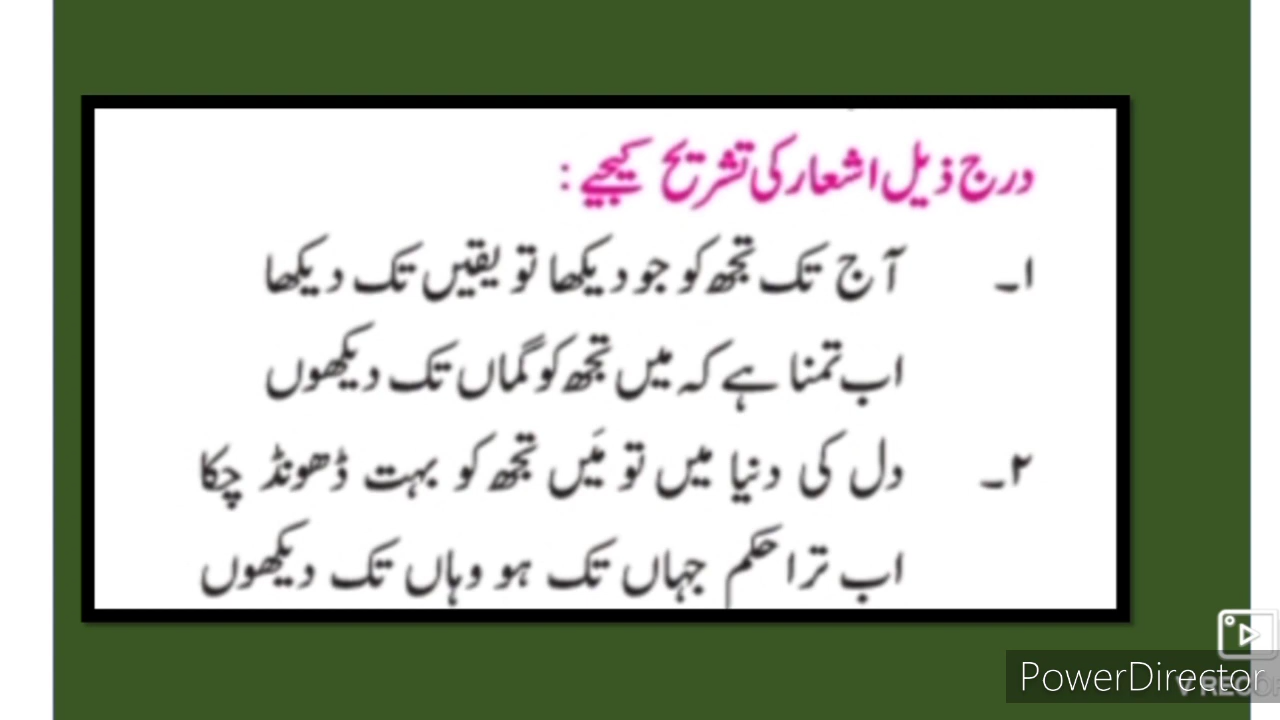 درج ذیل اشعار کی تشریح کیجیے :
۱۔ آج تک تجھ کو جو دیکھا تو یقیں تک دیکھا
اب تمنا ہے کہ میں تجھ کو گماں تک دیکھوں
۲۔ دل کی دنیا میں تو مَیں تجھ کو بہت ڈھونڈ چکا
اب ترا حکم جہاں تک ہو وہاں تک دیکھوں
PowerDirector